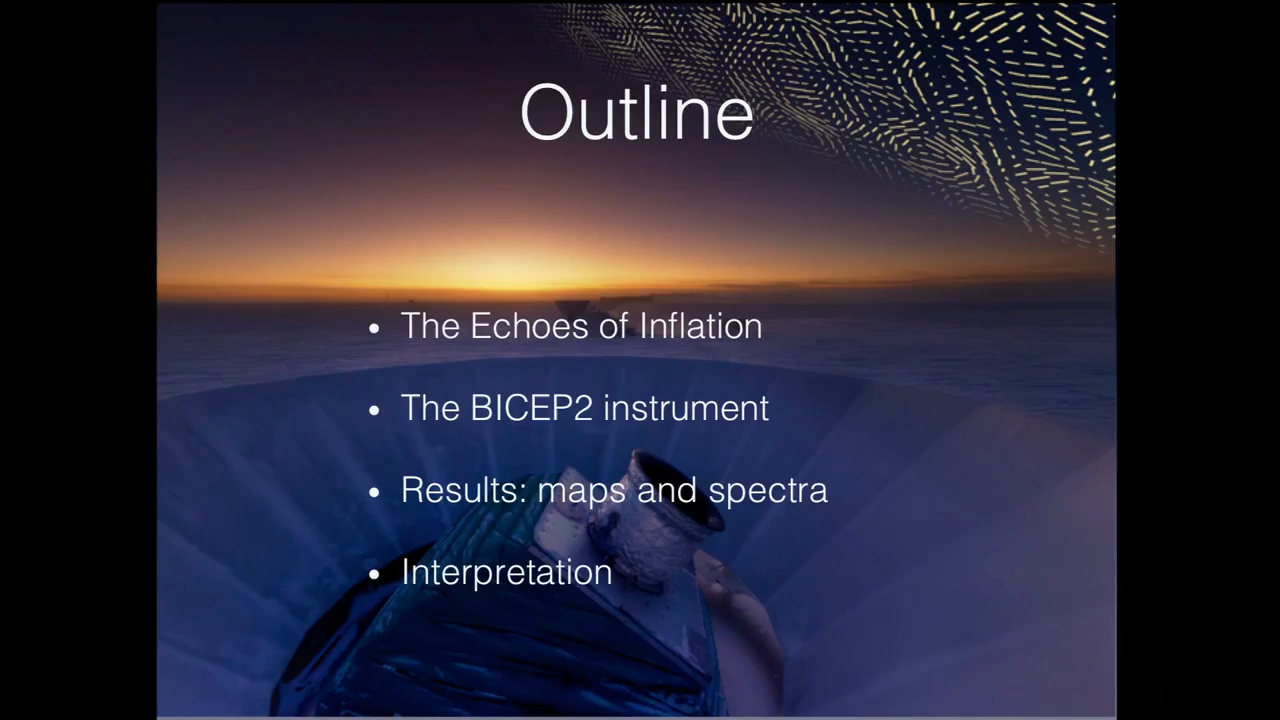 Outline
• The Echoes of Inflation
• The BICEP2 instrument
• Results: maps and spectra
• Interpretation